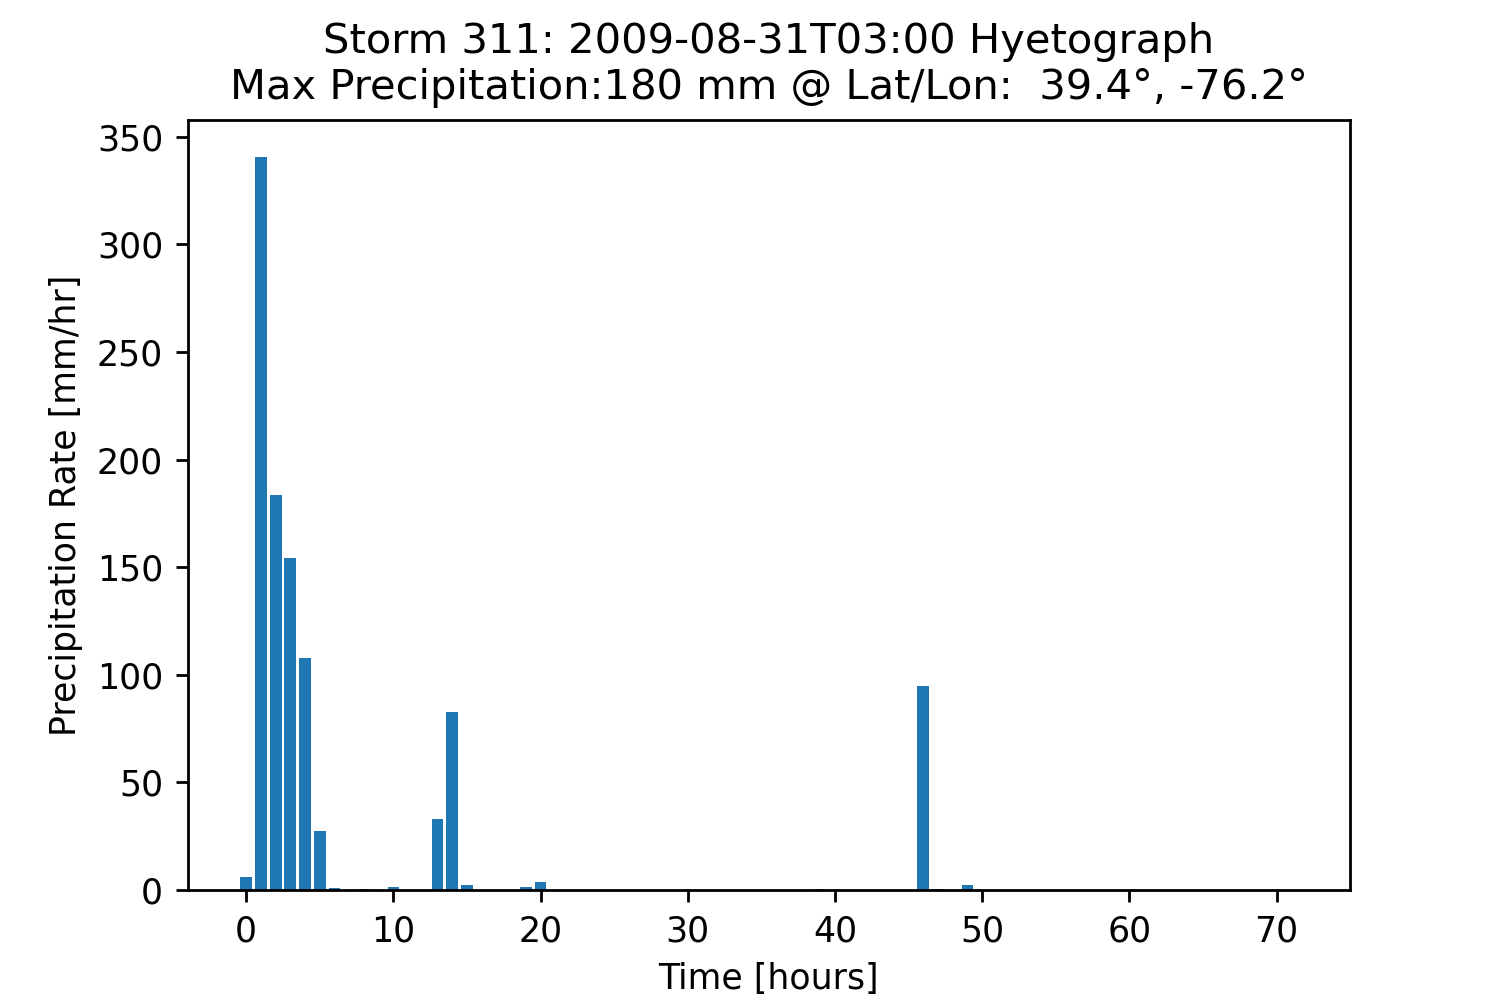 Storm 311: 2009-08-31T03:00 Hyetograph
Max Precipitation:180 mm @ Lat/Lon:  39.4°, -76.2°
Precipitation Rate [mm/hr]
350
300
250
200
150
100
50
0
0 10 20 30 40 50 60 70
Time [hours]